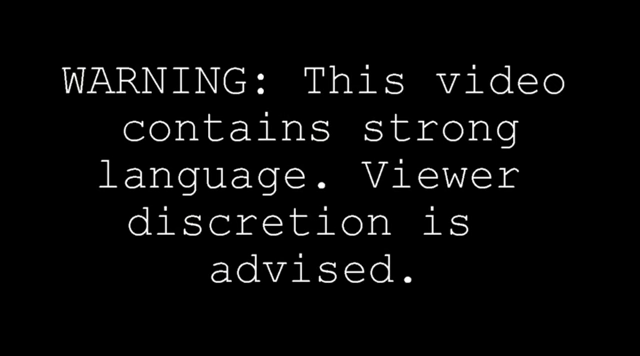 WARNING: This video
contains strong
language. Viewer
discretion is
advised.